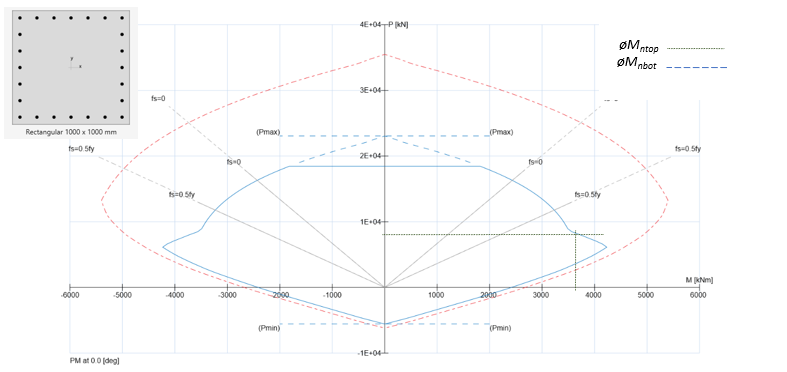 4E+04 P [kN]
øMntop
øMnbot
Rectangular 1000 x 1000 mm
3E+04
fs=0
(Pmax)
(Pmax)
fs=0.5fy
2E+04
fs=0
fs=0
fs=0.5fy
fs=0.5fy
fs=0.5fy
1E+04
M [kNm]
-6000
-5000
-4000
-3000
-2000
-1000
0
1000
2000
3000
4000
5000
6000
(Pmin)
(Pmin)
-1E+04
PM at 0.0 [deg]